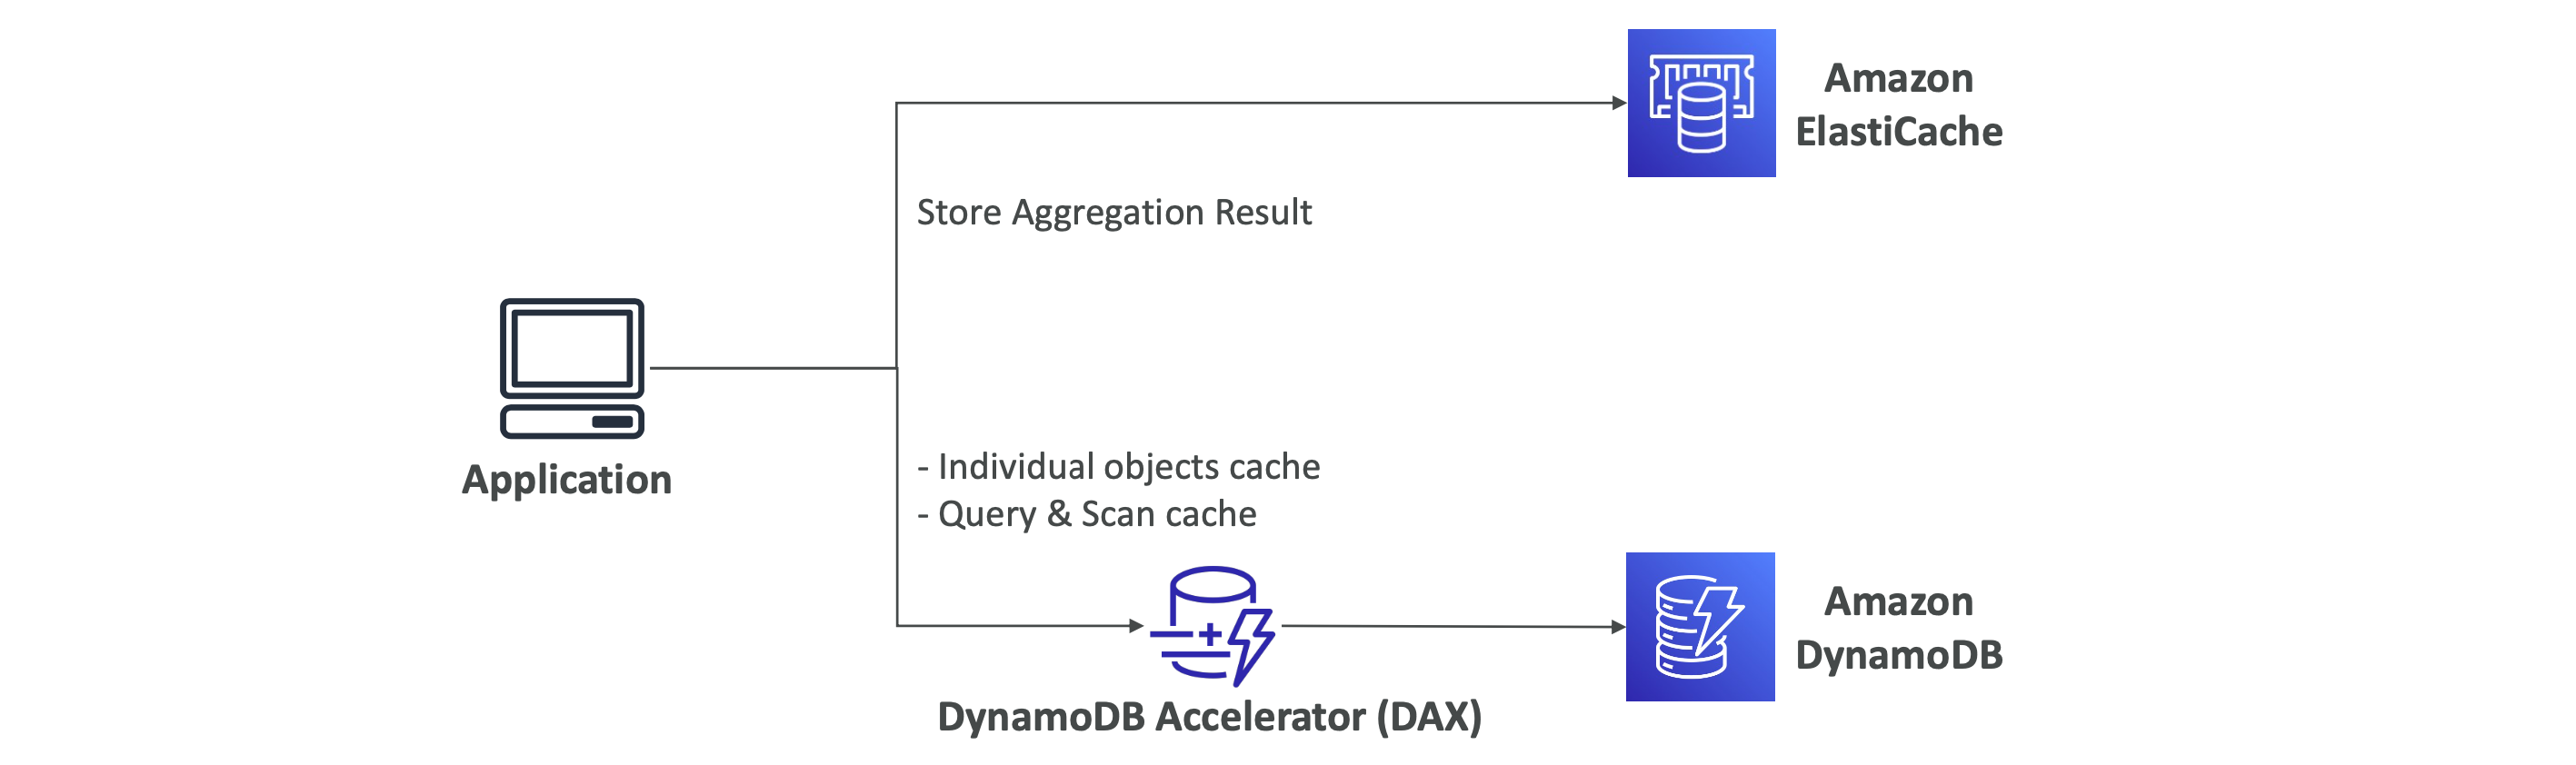 Amazon
ElastiCache
Store Aggregation Result
Application
- Individual objects cache
- Query & Scan cache
DynamoDB Accelerator (DAX)
Amazon
DynamoDB